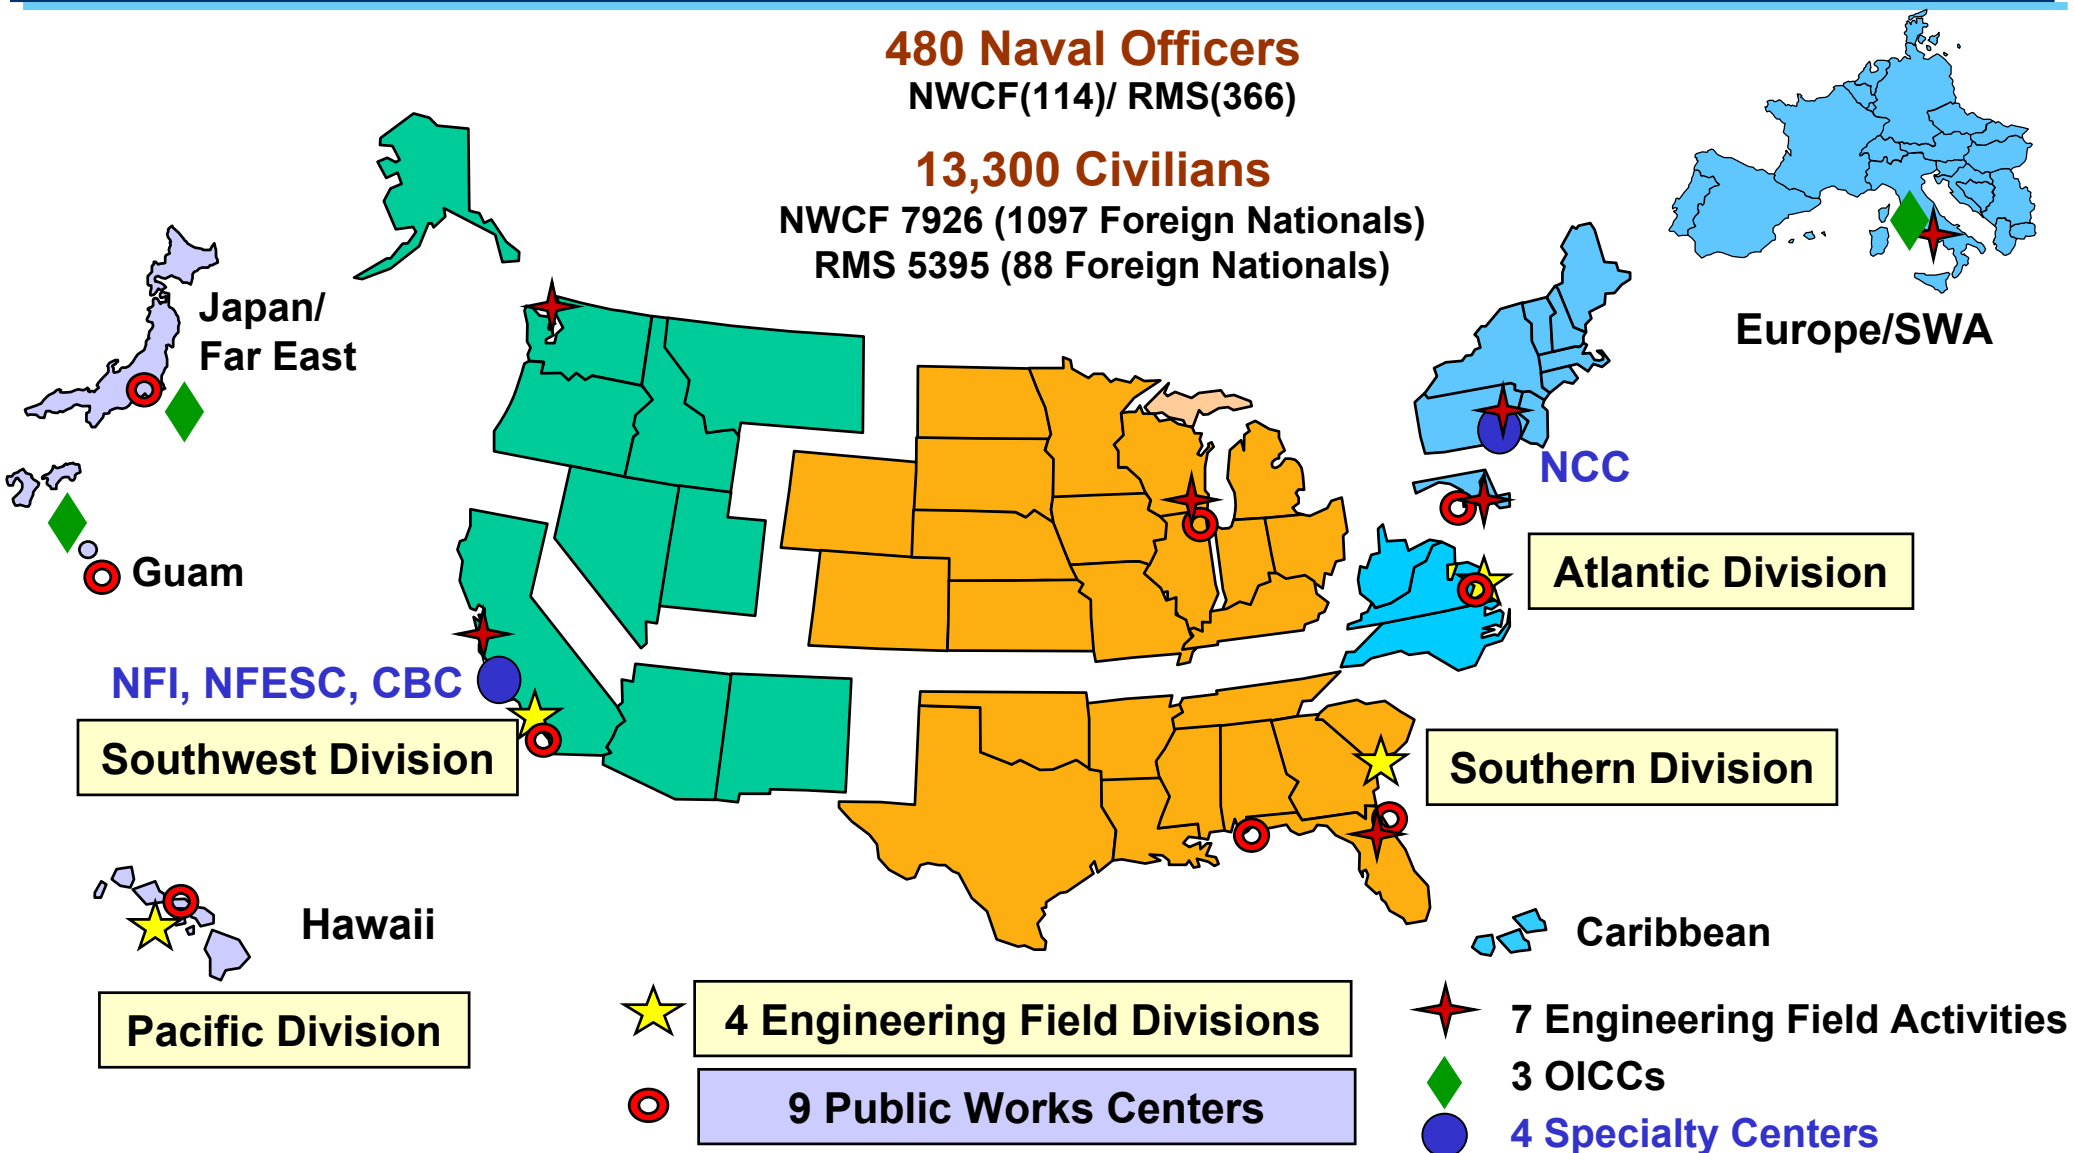 480 Naval Officers
NWCF(114)/ RMS(366)
13,300 Civilians
NWCF 7926 (1097 Foreign Nationals)
RMS 5395 (88 Foreign Nationals)
Japan/
Far East
Europe/SWA
NCC
Guam
Atlantic Division
NFI, NFESC, CBC
Southwest Division
Southern Division
Hawaii
Caribbean
Pacific Division
4 Engineering Field Divisions
9 Public Works Centers
7 Engineering Field Activities
3 OICCs
4 Specialty Centers